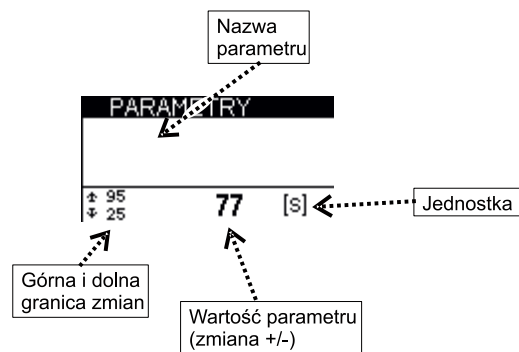 Nazwa
parametru
PARAMETRY
95
25
77
[s]
Jednostka
Górna i dolna
granica zmian
Wartość parametru
(zmiana +/-)